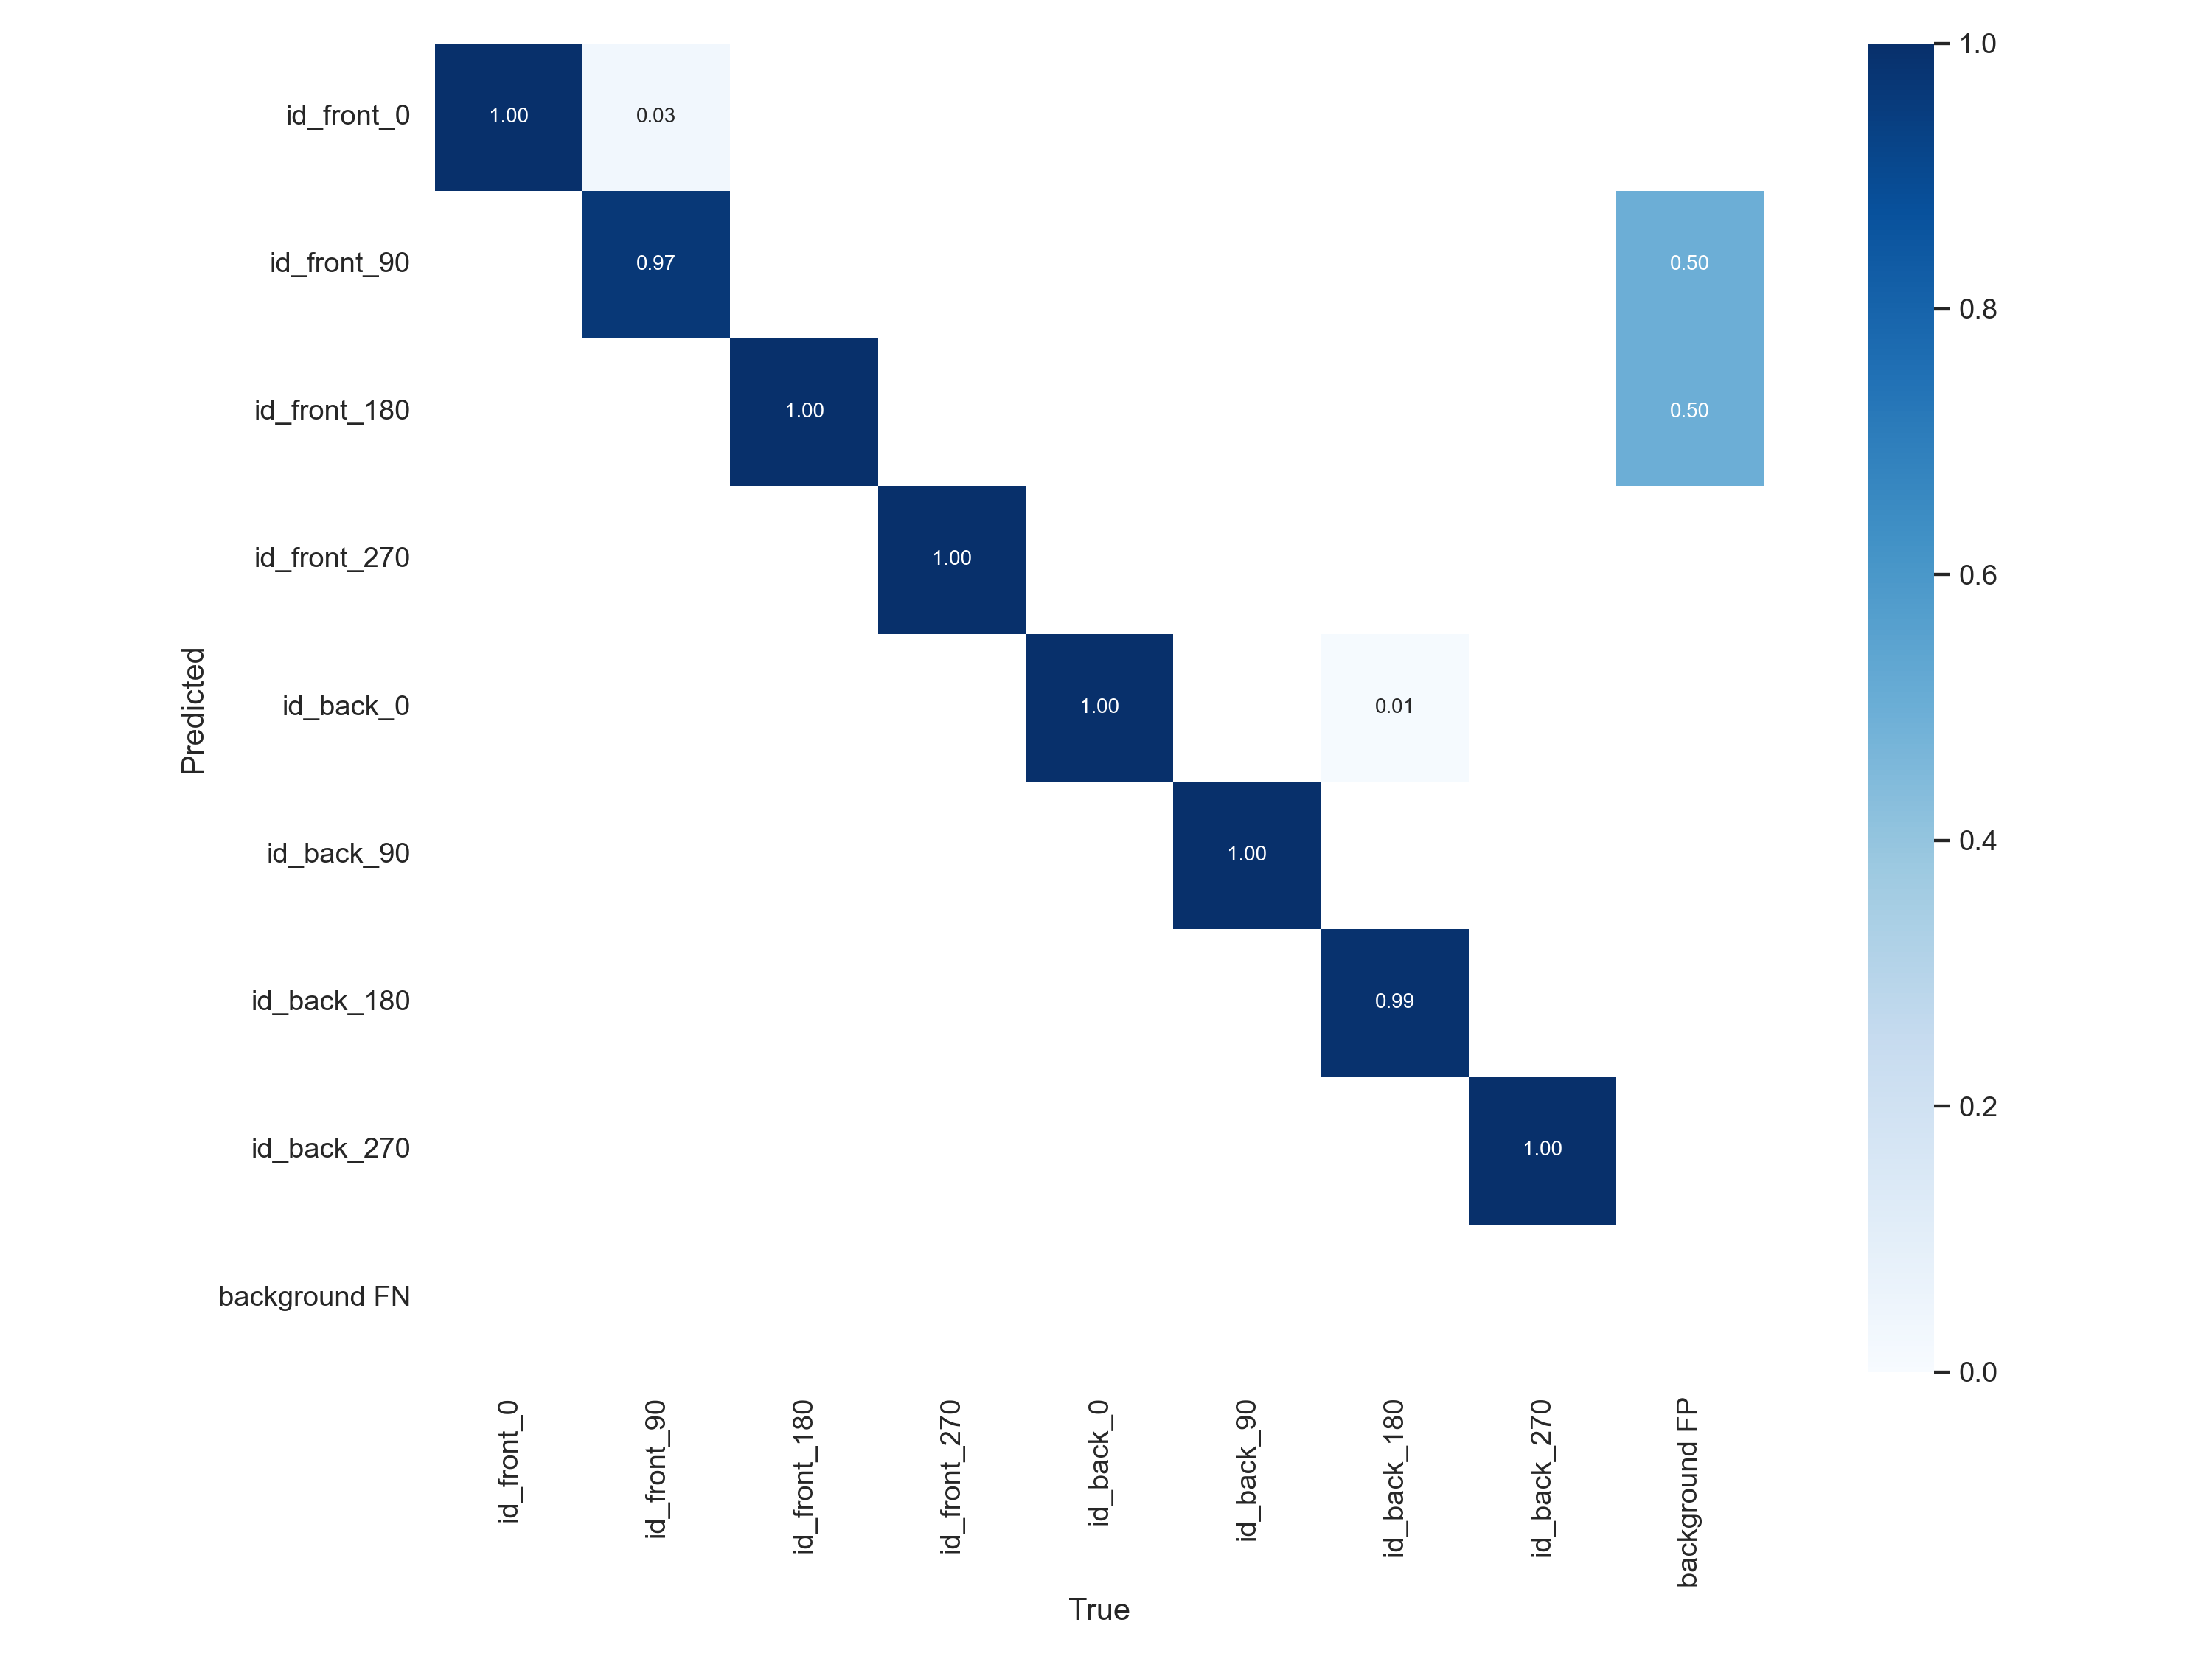 1.0
id_front_0 1.00 0.03
id_front_90 0.97 0.50
0.8
id_front_180 1.00 0.50
id_front_270 1.00
0.6
Predicted
id_back_0 1.00 0.01
id_back_90 1.00
0.4
id_back_180 0.99
0.2
id_back_270 1.00
background FN
0.0
id_front_0
id_front_90
id_front_180
id_front_270
id_back_0
id_back_90
id_back_180
id_back_270
background FP
True